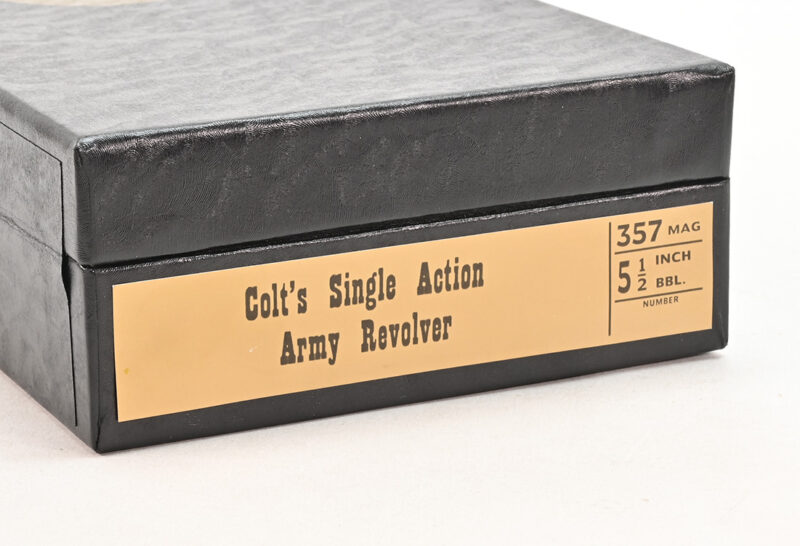 Colt's Single Action
Army Revolver
357 MAG
5 1/2 INCH BBL.
NUMBER